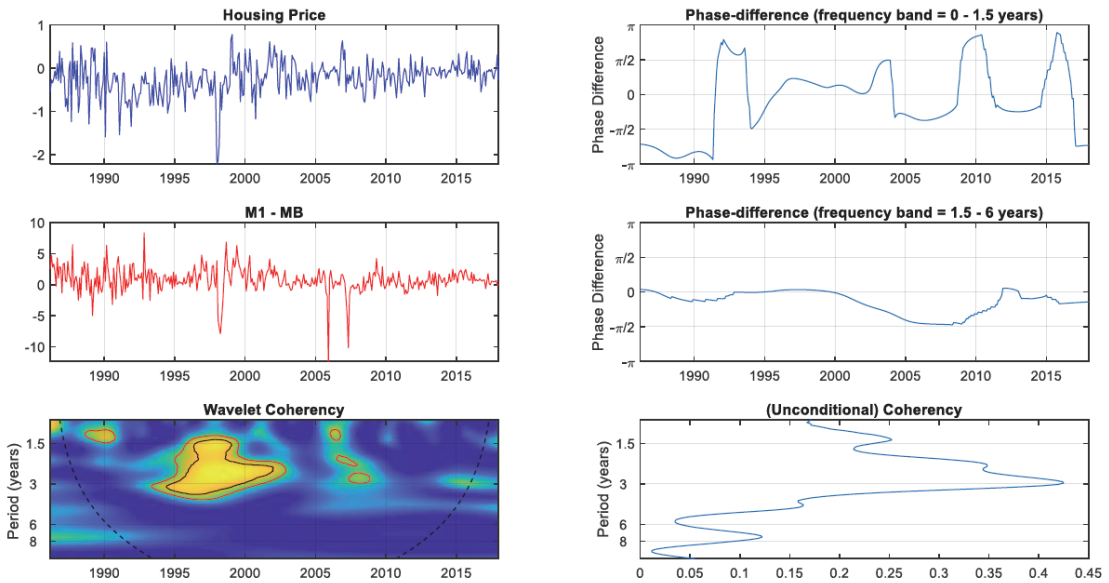 Housing Price
1
0
-1
-2
1990 1995 2000 2005 2010 2015
Phase-difference (frequency band = 0 - 1.5 years)
Phase Difference
π
π/2
0
-π/2
-π
1990 1995 2000 2005 2010 2015
M1 - MB
10
5
0
-5
-10
1990 1995 2000 2005 2010 2015
Phase-difference (frequency band = 1.5 - 6 years)
Phase Difference
π
π/2
0
-π/2
-π
1990 1995 2000 2005 2010 2015
Wavelet Coherency
Period (years)
1.5
3
6
8
1990 1995 2000 2005 2010 2015
(Unconditional) Coherency
Period (years)
1.5
3
6
8
0 0.05 0.1 0.15 0.2 0.25 0.3 0.35 0.4 0.45